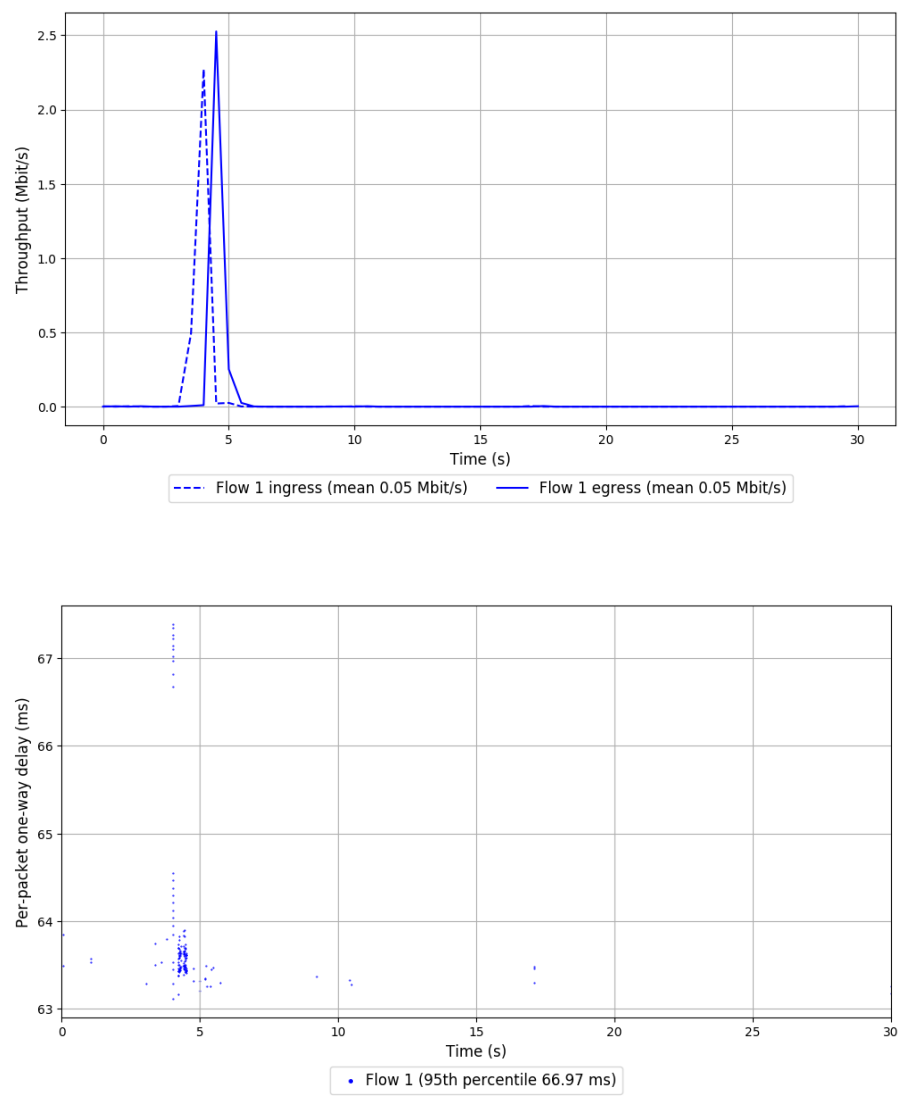 2.5
2.0
1.5
1.0
0.5
0.0
Throughput (Mbit/s)
0 5 10 15 20 25 30
Time (s)
Flow 1 ingress (mean 0.05 Mbit/s) Flow 1 egress (mean 0.05 Mbit/s)
67
66
65
64
63
Per-packet one-way delay (ms)
0 5 10 15 20 25 30
Time (s)
Flow 1 (95th percentile 66.97 ms)